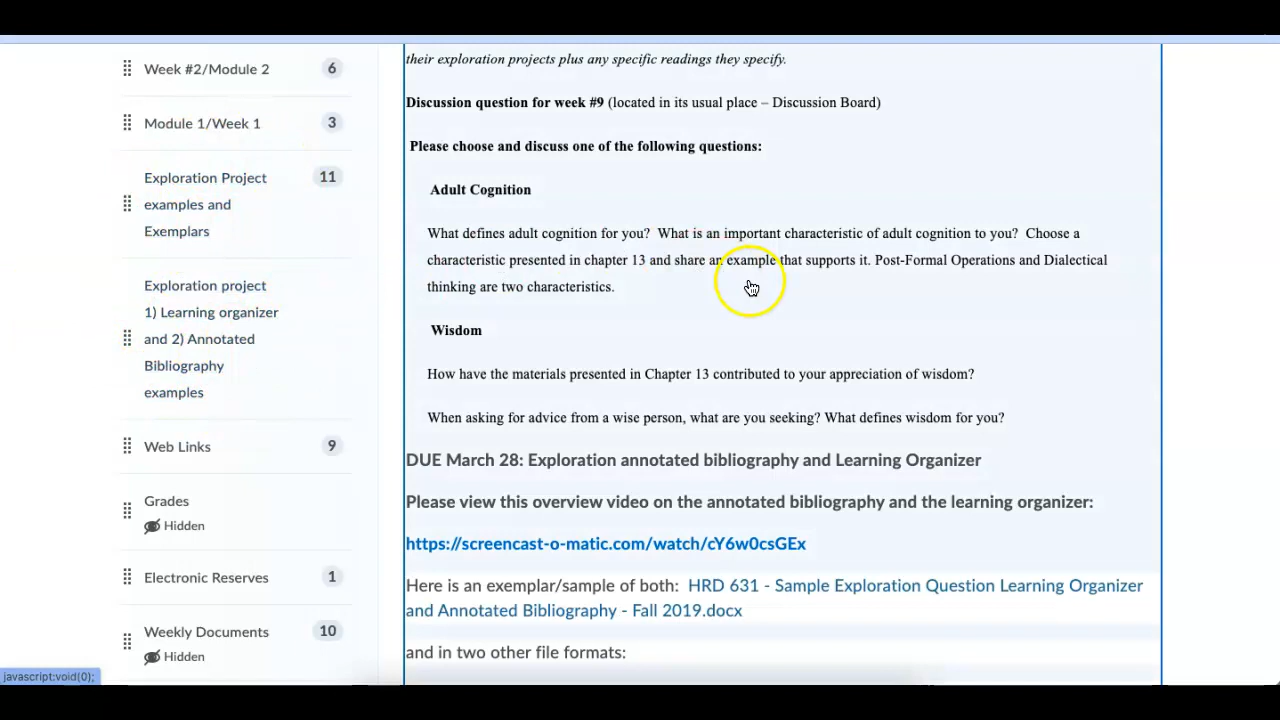 Week #2/Module 2
6
Module 1/Week 1
3
Exploration Project
11
examples and
Exemplars
Exploration project
1) Learning organizer
and 2) Annotated
Bibliography
examples
Web Links
9
Grades
Hidden
Electronic Reserves
1
Weekly Documents
10
Hidden
javascript:void(0);
their exploration projects plus any specific readings they specify.
Discussion question for week #9 (located in its usual place – Discussion Board)
Please choose and discuss one of the following questions:
Adult Cognition
What defines adult cognition for you?  What is an important characteristic of adult cognition to you?  Choose a
characteristic presented in chapter 13 and share an example that supports it. Post-Formal Operations and Dialectical
thinking are two characteristics.
Wisdom
How have the materials presented in Chapter 13 contributed to your appreciation of wisdom?
When asking for advice from a wise person, what are you seeking? What defines wisdom for you?
DUE March 28: Exploration annotated bibliography and Learning Organizer
Please view this overview video on the annotated bibliography and the learning organizer:
https://screencast-o-matic.com/watch/cY6w0csGEx
Here is an exemplar/sample of both:  HRD 631 - Sample Exploration Question Learning Organizer
and Annotated Bibliography - Fall 2019.docx
and in two other file formats: